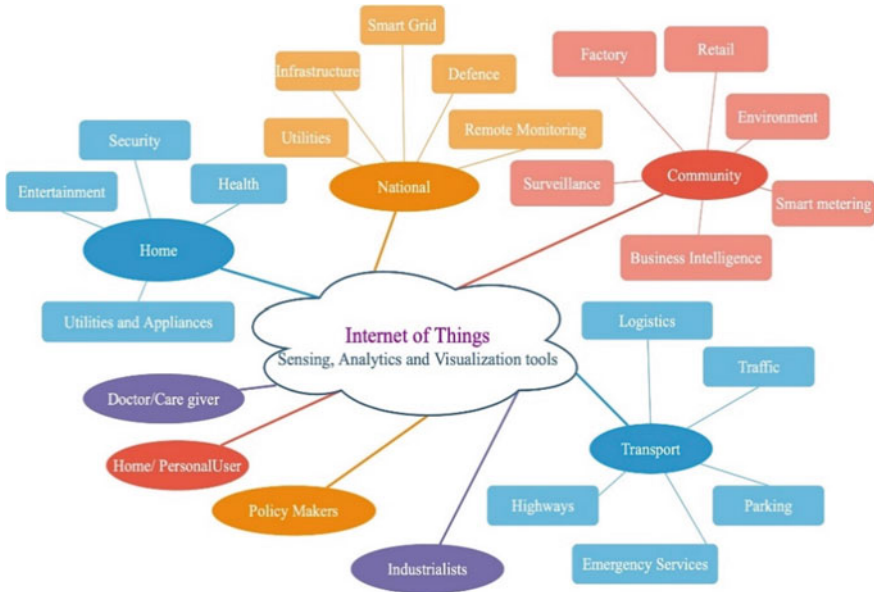 Smart Grid
Infrastructure
Defence
Utilities
Remote Monitoring
National
Factory
Retail
Environment
Surveillance
Community
Smart metering
Business Intelligence
Security
Entertainment
Health
Home
Utilities and Appliances
Internet of Things
Sensing, Analytics and Visualization tools
Logistics
Traffic
Transport
Highways
Parking
Emergency Services
Doctor/Care giver
Home/ PersonalUser
Policy Makers
Industrialists